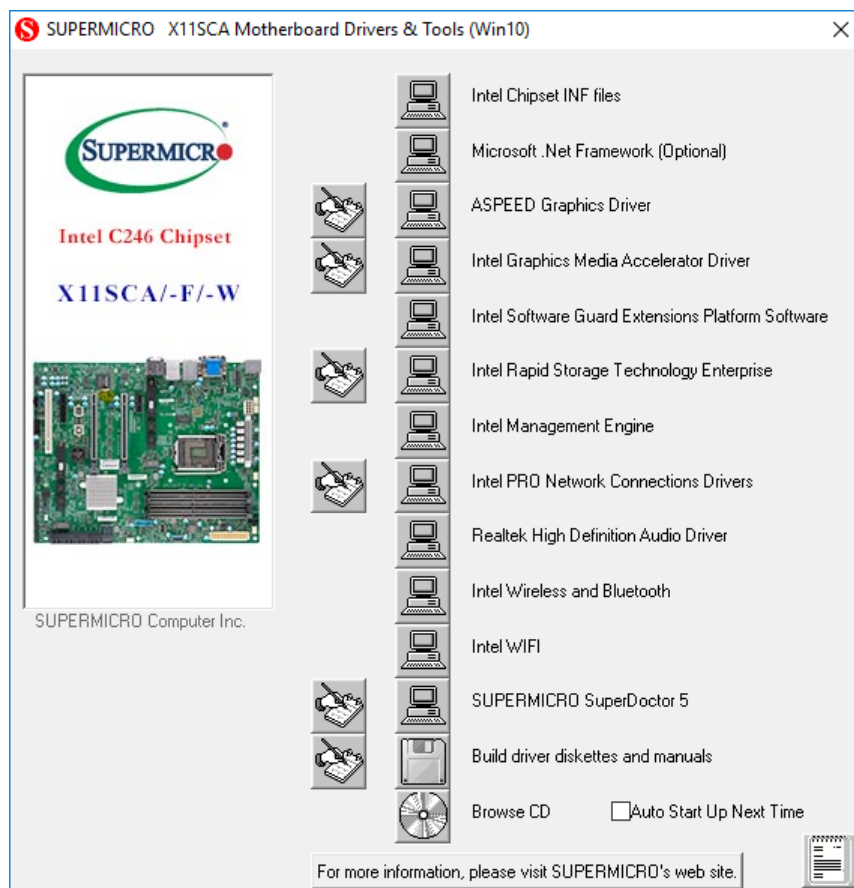 SUPERMICRO X11SCA Motherboard Drivers & Tools (Win10)
SUPERMICRO
Intel C246 Chipset
X11SCA/-F/-W
SUPERMICRO Computer Inc.
Intel Chipset INF files
Microsoft .Net Framework (Optional)
ASPEED Graphics Driver
Intel Graphics Media Accelerator Driver
Intel Software Guard Extensions Platform Software
Intel Rapid Storage Technology Enterprise
Intel Management Engine
Intel PRO Network Connections Drivers
Realtek High Definition Audio Driver
Intel Wireless and Bluetooth
Intel WIFI
SUPERMICRO SuperDoctor 5
Build driver diskettes and manuals
Browse CD Auto Start Up Next Time
For more information, please visit SUPERMICRO's web site.